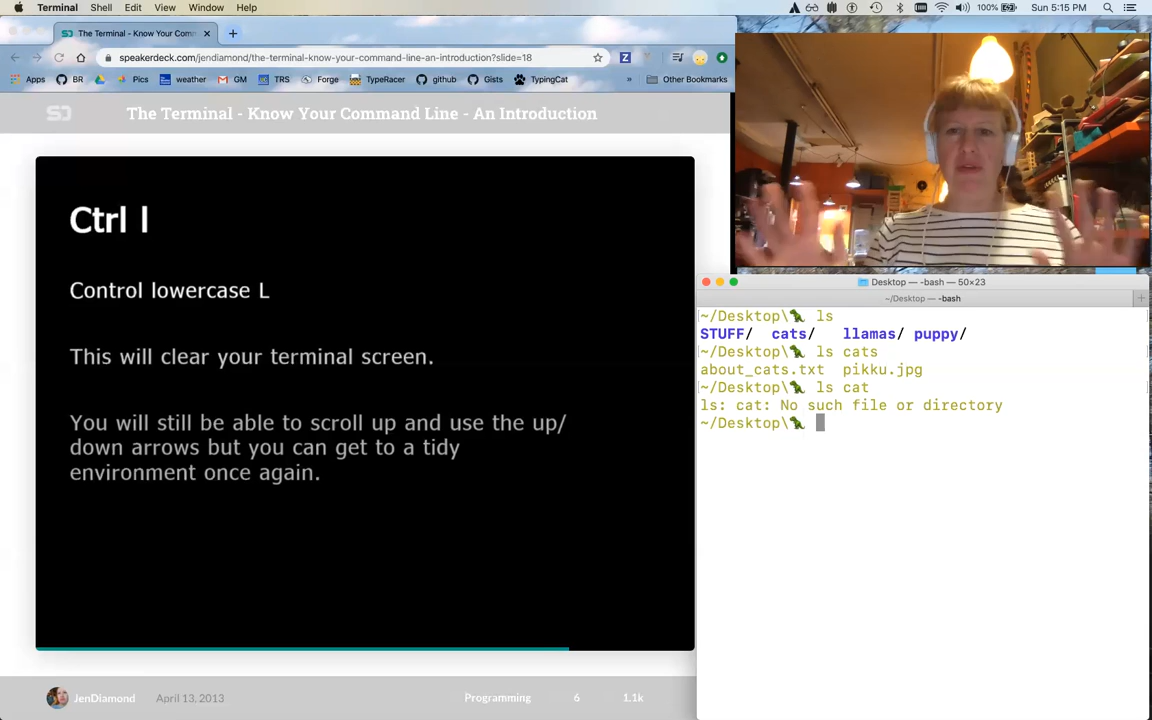 Terminal Shell Edit View Window Help 100% Sun 5:15 PM
The Terminal - Know Your Comm
speakerdeck.com/jendiamond/the-terminal-know-your-command-line-an-introduction?slide=18
Apps BR Pics weather GM TRS Forge TypeRacer github Gists TypingCat » Other Bookmarks
The Terminal - Know Your Command Line - An Introduction
Ctrl l
Control lowercase L
This will clear your terminal screen.
You will still be able to scroll up and use the up/
down arrows but you can get to a tidy
environment once again.
JenDiamond April 13, 2013 Programming 6 1.1k
Desktop — -bash — 50×23
~/Desktop — -bash
~/Desktop\ ls
STUFF/ cats/ llamas/ puppy/
~/Desktop\ ls cats
about_cats.txt pikku.jpg
~/Desktop\ ls cat
ls: cat: No such file or directory
~/Desktop\